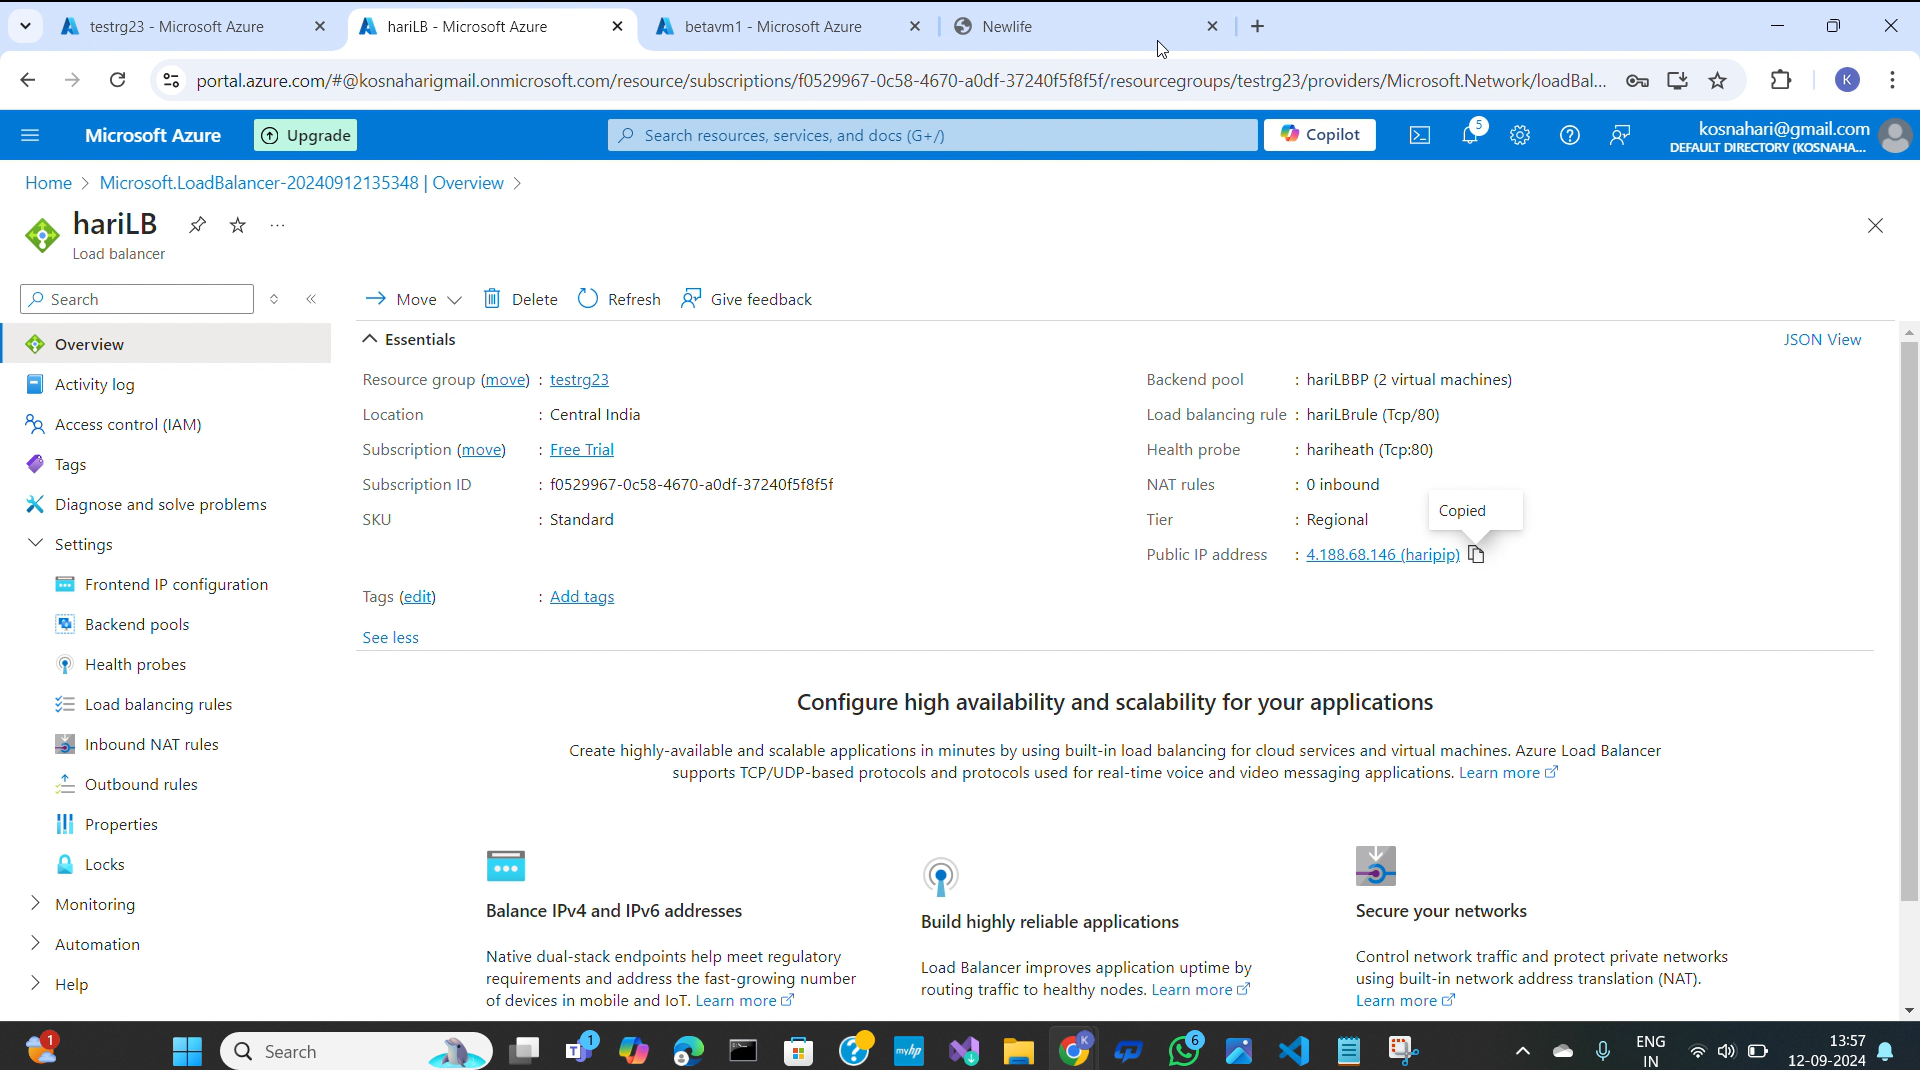 testrg23 - Microsoft Azure
hariLB - Microsoft Azure
betavm1 - Microsoft Azure
Newlife
portal.azure.com/#@kosnaharigmail.onmicrosoft.com/resource/subscriptions/f0529967-0c58-4670-a0df-37240f5f8f5f/resourcegroups/testrg23/providers/Microsoft.Network/loadBal...
K
Microsoft Azure
Upgrade
Search resources, services, and docs (G+/)
Copilot
5
kosnahari@gmail.com
DEFAULT DIRECTORY (KOSNAHA...
Home > Microsoft.LoadBalancer-20240912135348 | Overview >
hariLB
Load balancer
Search
Move
Delete
Refresh
Give feedback
Overview
Activity log
Access control (IAM)
Tags
Diagnose and solve problems
Settings
Frontend IP configuration
Backend pools
Health probes
Load balancing rules
Inbound NAT rules
Outbound rules
Properties
Locks
Monitoring
Automation
Help
Essentials
JSON View
Resource group (move) : testrg23
Location : Central India
Subscription (move) : Free Trial
Subscription ID : f0529967-0c58-4670-a0df-37240f5f8f5f
SKU : Standard
Backend pool : hariLBBP (2 virtual machines)
Load balancing rule : hariLBrule (Tcp/80)
Health probe : hariheath (Tcp:80)
NAT rules : 0 inbound
Tier : Regional
Copied
Public IP address : 4.188.68.146 (haripip)
Tags (edit) : Add tags
See less
Configure high availability and scalability for your applications
Create highly-available and scalable applications in minutes by using built-in load balancing for cloud services and virtual machines. Azure Load Balancer
supports TCP/UDP-based protocols and protocols used for real-time voice and video messaging applications. Learn more
Balance IPv4 and IPv6 addresses
Native dual-stack endpoints help meet regulatory
requirements and address the fast-growing number
of devices in mobile and IoT. Learn more
Build highly reliable applications
Load Balancer improves application uptime by
routing traffic to healthy nodes. Learn more
Secure your networks
Control network traffic and protect private networks
using built-in network address translation (NAT).
Learn more
1
Search
1
myhp
K
6
ENG
IN
13:57
12-09-2024